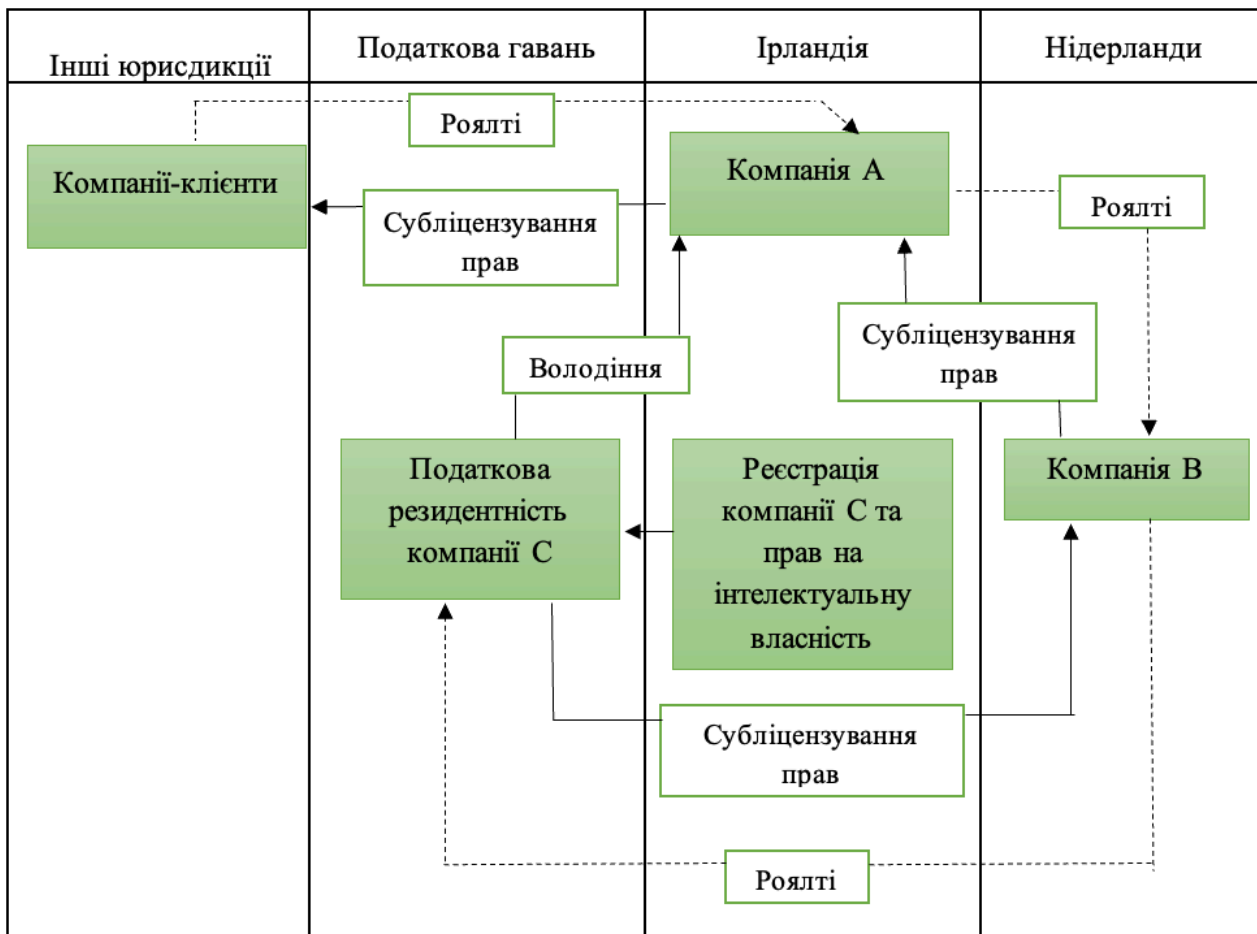 Інші юрисдикції
Податкова гавань
Ірландія
Нідерланди
Роялті
Компанії-клієнти
Компанія А
Роялті
Субліцензування
прав
Субліцензування
прав
Володіння
Податкова
резидентність
компанії С
Реєстрація
компанії С та
прав на
інтелектуальну
власність
Компанія В
Субліцензування
прав
Роялті